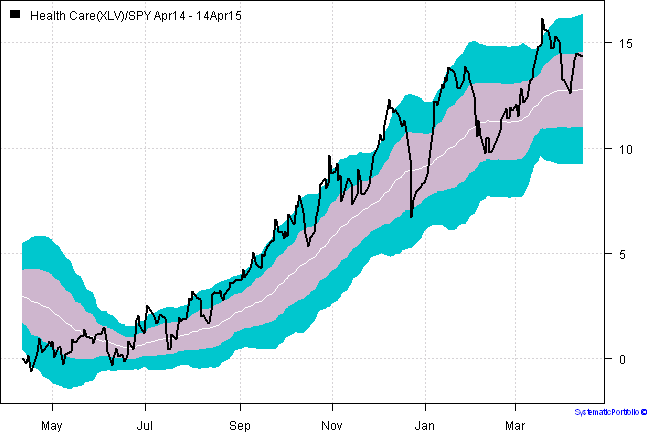 Health Care(XLV)/SPY Apr14 - 14Apr15
15
10
5
0
May Jul Sep Nov Jan Mar
SystematicPortfolio ©